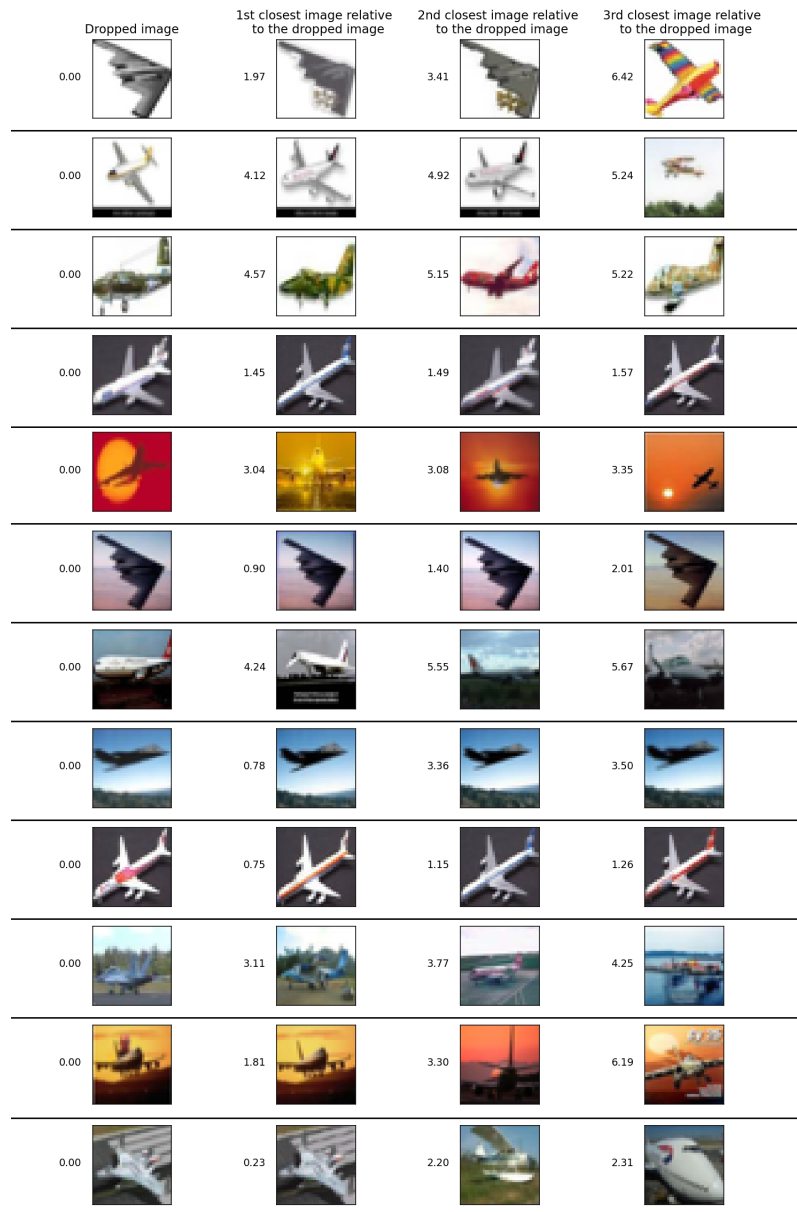 Dropped image
1st closest image relative
to the dropped image
2nd closest image relative
to the dropped image
3rd closest image relative
to the dropped image
0.00 1.97 3.41 6.42
0.00 4.12 4.92 5.24
0.00 4.57 5.15 5.22
0.00 1.45 1.49 1.57
0.00 3.04 3.08 3.35
0.00 0.90 1.40 2.01
0.00 4.24 5.55 5.67
0.00 0.78 3.36 3.50
0.00 0.75 1.15 1.26
0.00 3.11 3.77 4.25
0.00 1.81 3.30 6.19
0.00 0.23 2.20 2.31